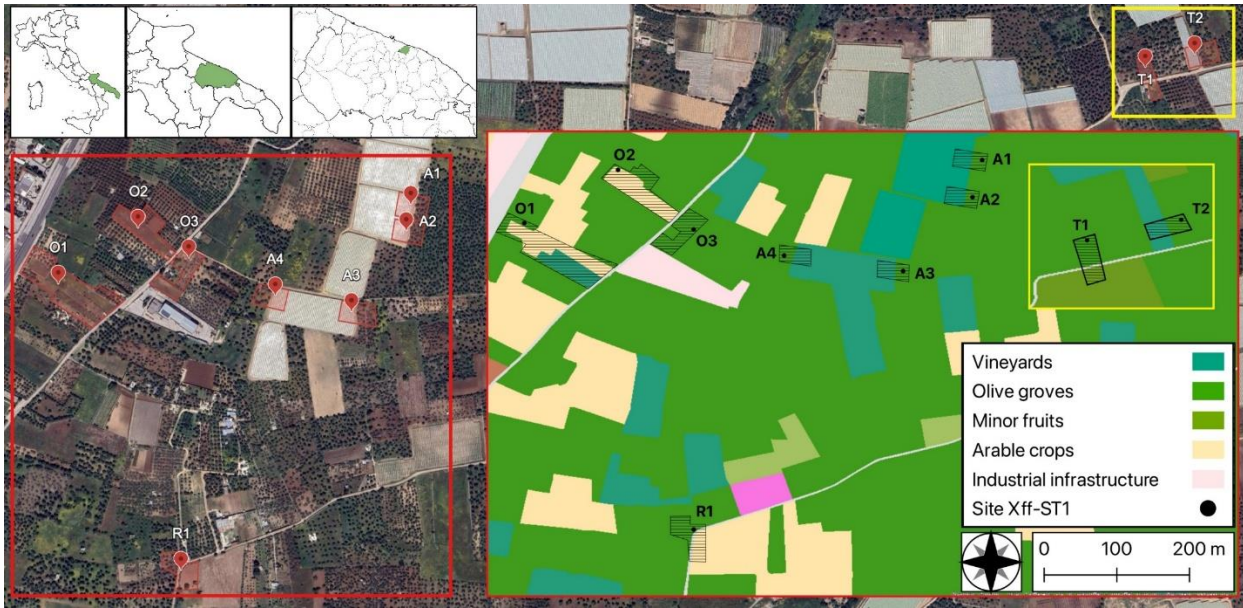 T2
T1
A1
O2
A2
O3
O1
A4
A3
R1
O2
A1
A2
O1
O3
A4
A3
T2
T1
R1
Vineyards
Olive groves
Minor fruits
Arable crops
Industrial infrastructure
Site Xff-ST1
0 100 200 m